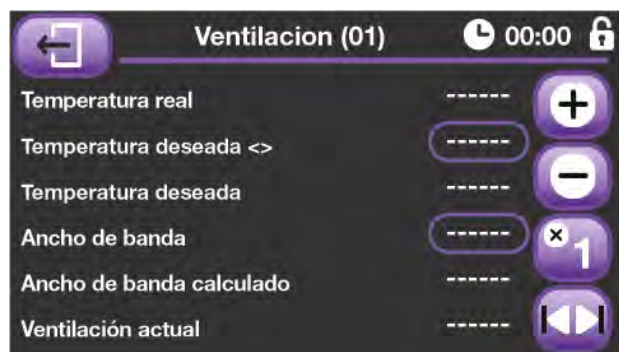 Ventilacion (01) 00:00
Temperatura real ------
Temperatura deseada <> ------
Temperatura deseada ------
Ancho de banda ------
× 1
Ancho de banda calculado ------
Ventilación actual ------